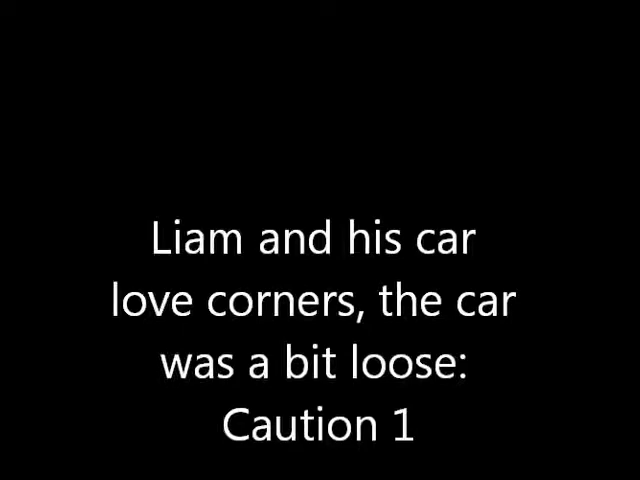 Liam and his car
love corners, the car
was a bit loose:
Caution 1